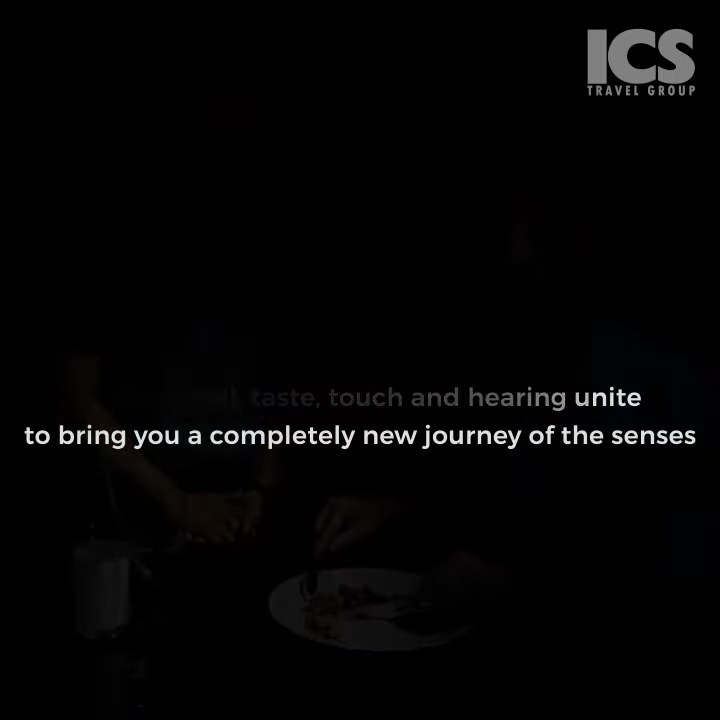 ICS
TRAVEL GROUP
taste, touch and hearing unite
to bring you a completely new journey of the senses